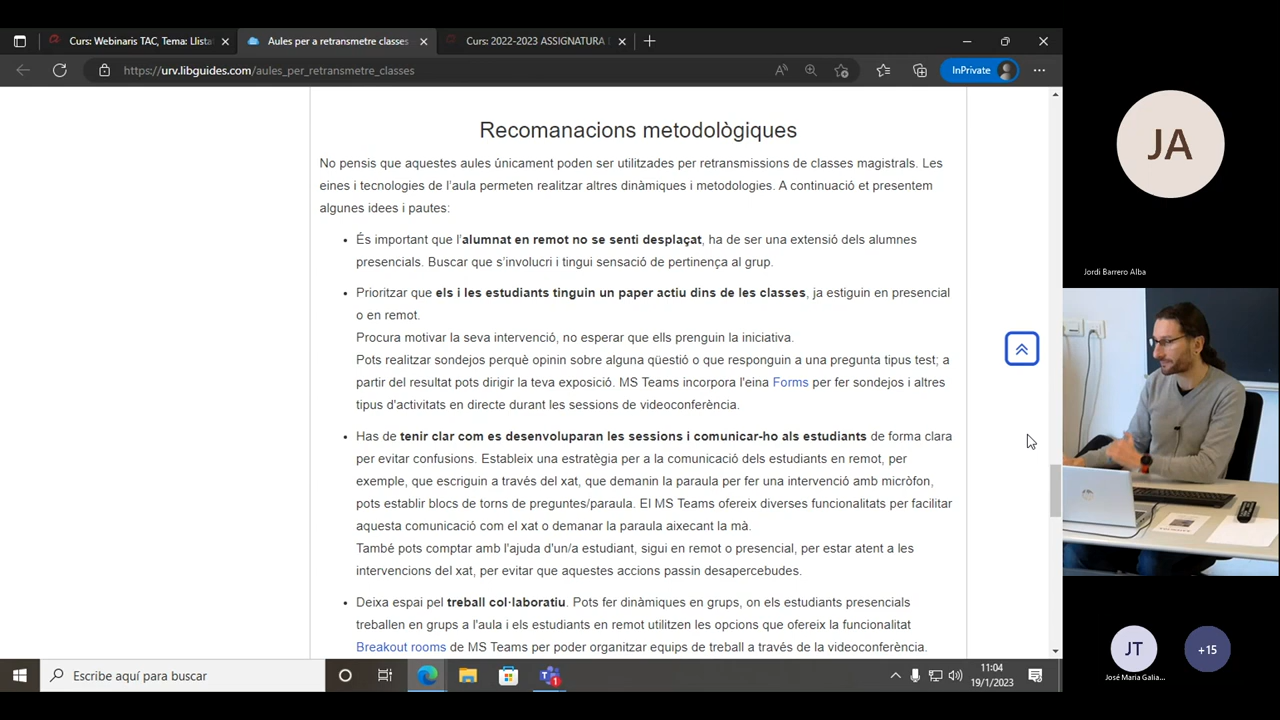 Curs: Webinaris TAC, Tema: Llista
Aules per a retransmetre classes
Curs: 2022-2023 ASSIGNATURA
https://urv.libguides.com/aules_per_retransmetre_classes
InPrivate
Recomanacions metodològiques
No pensis que aquestes aules únicament poden ser utilitzades per retransmissions de classes magistrals. Les
eines i tecnologies de l'aula permeten realitzar altres dinàmiques i metodologies. A continuació et presentem
algunes idees i pautes:
• És important que l'alumnat en remot no se senti desplaçat, ha de ser una extensió dels alumnes
presencials. Buscar que s'involucri i tingui sensació de pertinença al grup.
• Prioritzar que els i les estudiants tinguin un paper actiu dins de les classes, ja estiguin en presencial
o en remot.
Procura motivar la seva intervenció, no esperar que ells prenguin la iniciativa.
Pots realitzar sondejos perquè opinin sobre alguna qüestió o que responguin a una pregunta tipus test; a
partir del resultat pots dirigir la teva exposició. MS Teams incorpora l'eina Forms per fer sondejos i altres
tipus d'activitats en directe durant les sessions de videoconferència.
• Has de tenir clar com es desenvoluparan les sessions i comunicar-ho als estudiants de forma clara
per evitar confusions. Estableix una estratègia per a la comunicació dels estudiants en remot, per
exemple, que escriguin a través del xat, que demanin la paraula per fer una intervenció amb micròfon,
pots establir blocs de torns de preguntes/paraula. El MS Teams ofereix diverses funcionalitats per facilitar
aquesta comunicació com el xat o demanar la paraula aixecant la mà.
També pots comptar amb l'ajuda d'un/a estudiant, sigui en remot o presencial, per estar atent a les
intervencions del xat, per evitar que aquestes accions passin desapercebudes.
• Deixa espai pel treball col·laboratiu. Pots fer dinàmiques en grups, on els estudiants presencials
treballen en grups a l'aula i els estudiants en remot utilitzen les opcions que ofereix la funcionalitat
Breakout rooms de MS Teams per poder organitzar equips de treball a través de la videoconferència.
Escribe aquí para buscar
1
11:04
19/1/2023
JA
Jordi Barrero Alba
JT
+15
José Maria Galia...